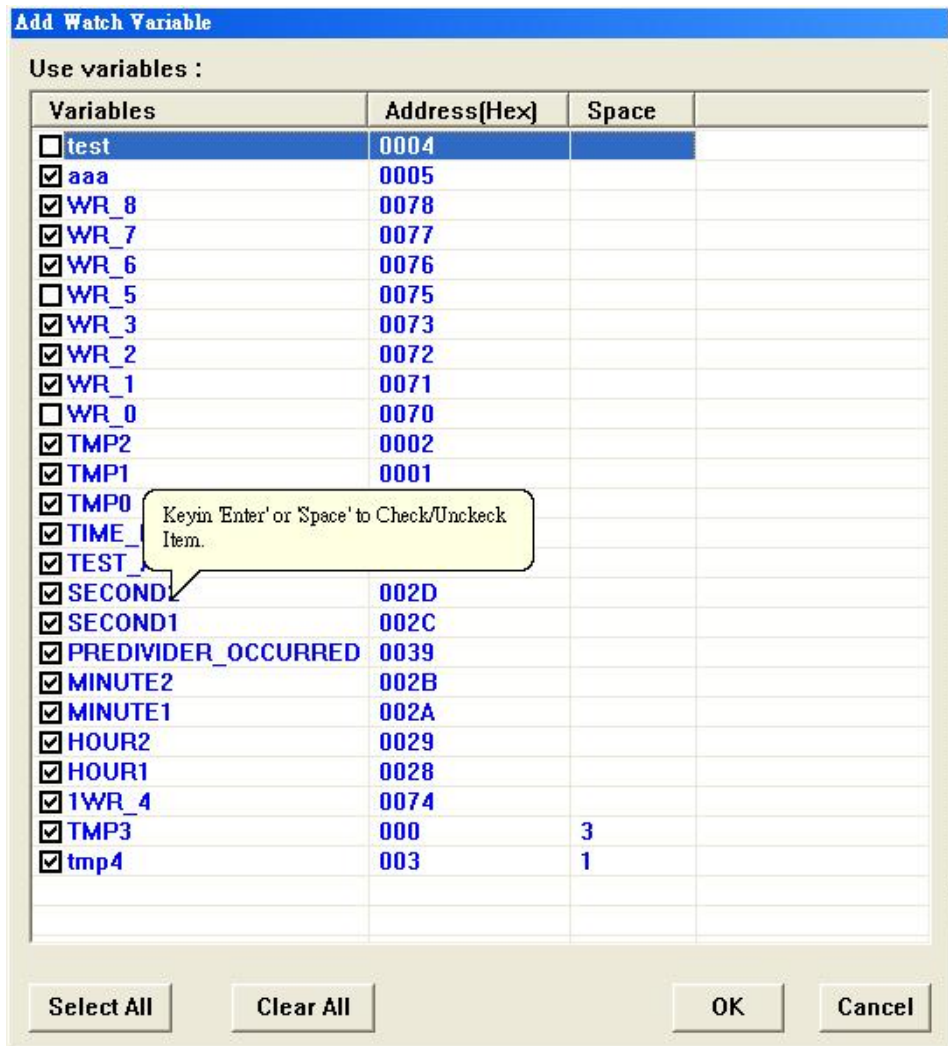 Add Watch Variable
Use variables :
Variables Address(Hex) Space
test 0004
aaa 0005
WR_8 0078
WR_7 0077
WR_6 0076
WR_5 0075
WR_3 0073
WR_2 0072
WR_1 0071
WR_0 0070
TMP2 0002
TMP1 0001
TMP0
Keyin 'Enter' or 'Space' to Check/Unckeck
Item.
TIME_
TEST_
SECOND2 002D
SECOND1 002C
PREDIVIDER_OCCURRED 0039
MINUTE2 002B
MINUTE1 002A
HOUR2 0029
HOUR1 0028
1WR_4 0074
TMP3 000 3
tmp4 003 1
Select All Clear All OK Cancel